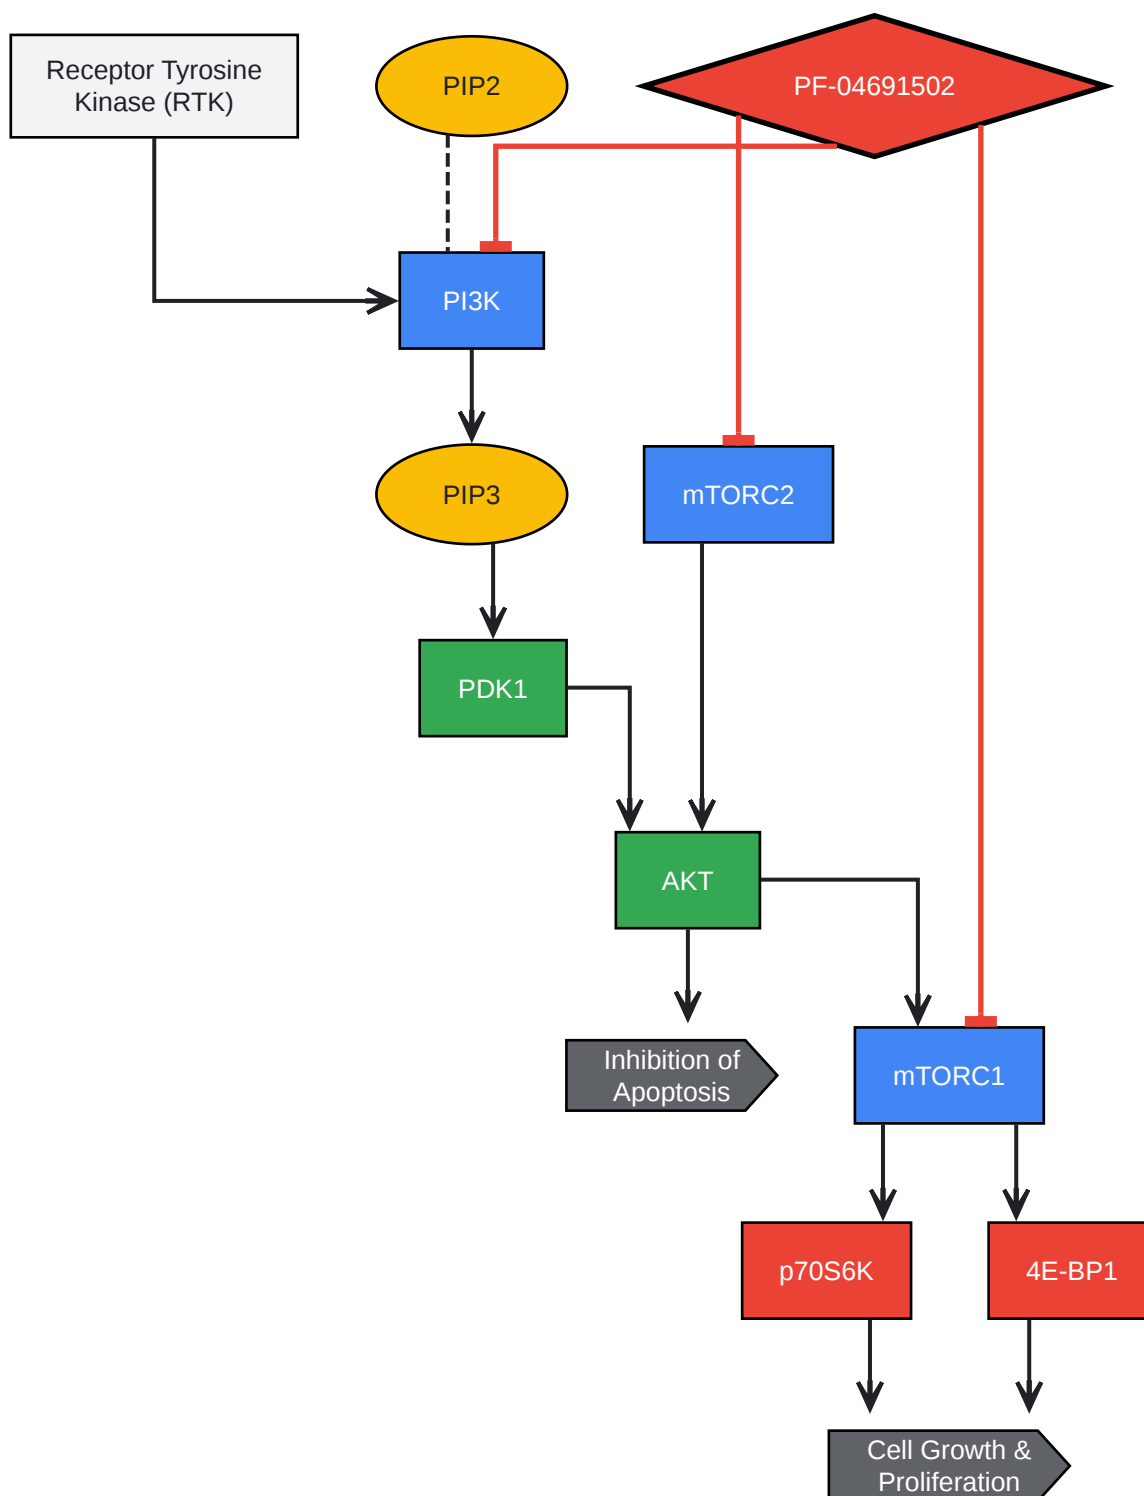 Receptor Tyrosine
Kinase (RTK)
PIP2
PF-04691502
PI3K
PIP3
mTORC2
PDK1
AKT
Inhibition of
Apoptosis
mTORC1
p70S6K
4E-BP1
Cell Growth &
Proliferation